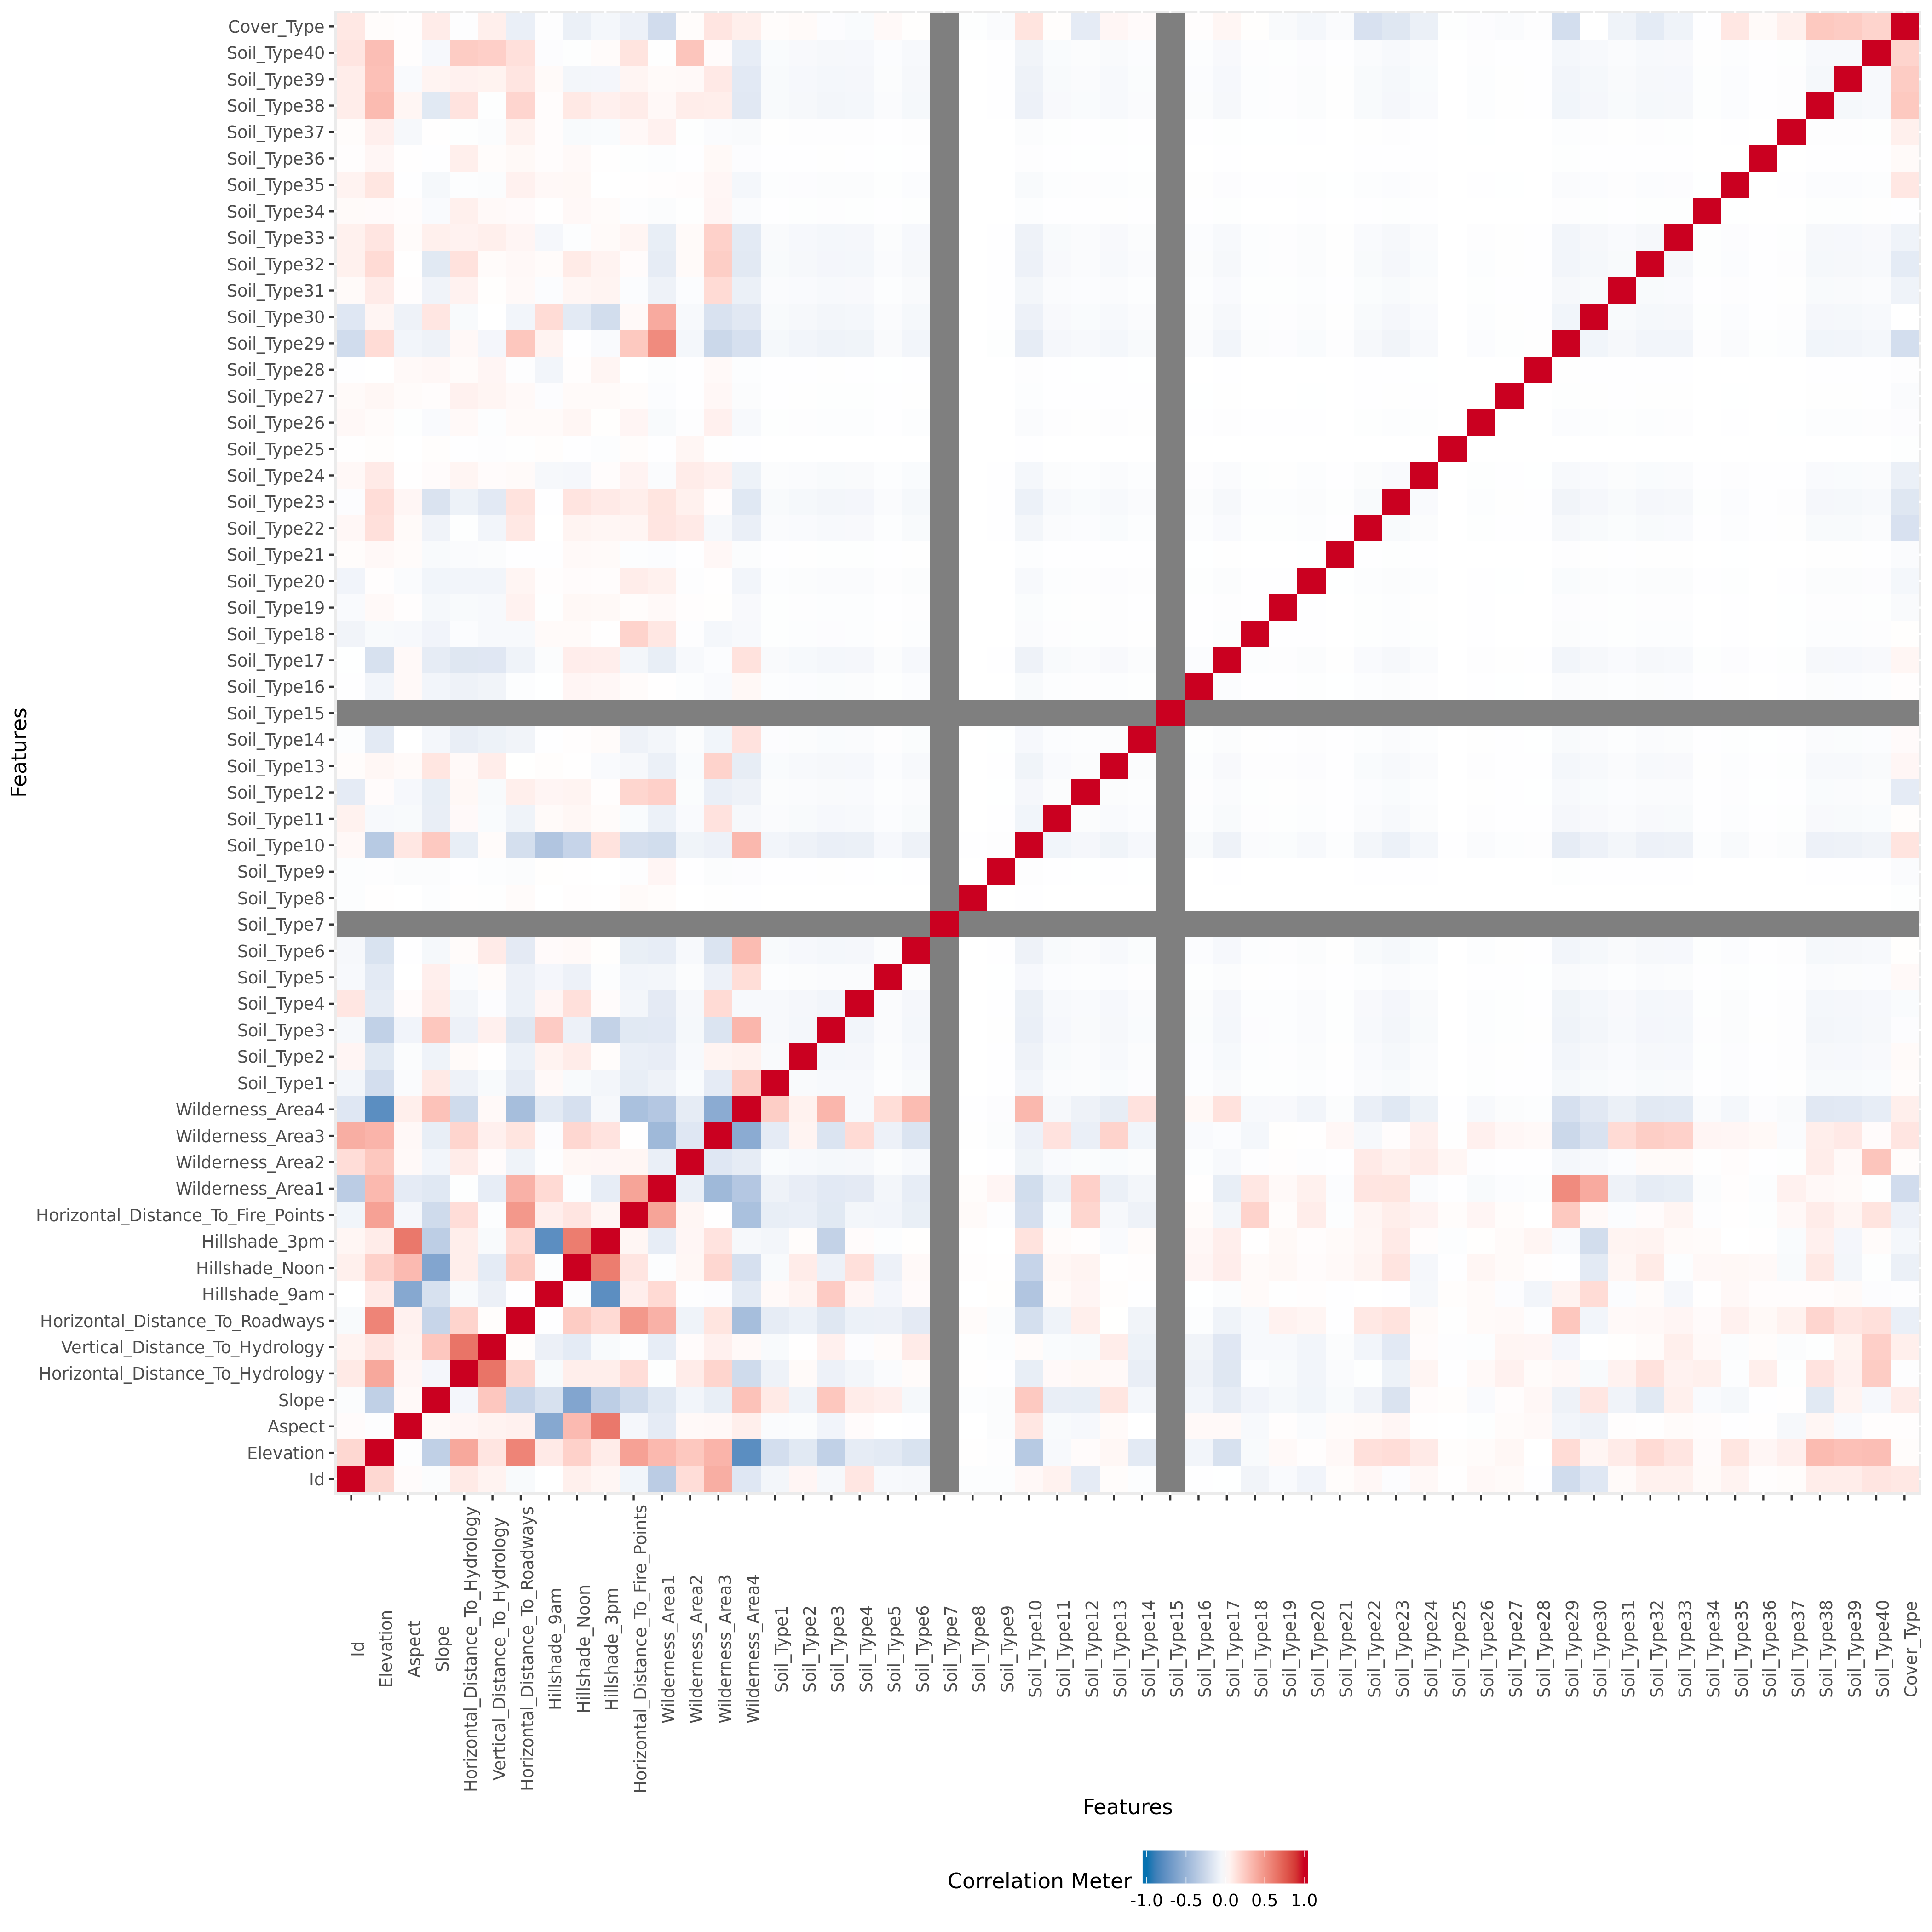 Cover_Type
Soil_Type40
Soil_Type39
Soil_Type38
Soil_Type37
Soil_Type36
Soil_Type35
Soil_Type34
Soil_Type33
Soil_Type32
Soil_Type31
Soil_Type30
Soil_Type29
Soil_Type28
Soil_Type27
Soil_Type26
Soil_Type25
Soil_Type24
Soil_Type23
Soil_Type22
Soil_Type21
Soil_Type20
Soil_Type19
Soil_Type18
Soil_Type17
Soil_Type16
Soil_Type15
Soil_Type14
Soil_Type13
Soil_Type12
Soil_Type11
Soil_Type10
Soil_Type9
Soil_Type8
Soil_Type7
Soil_Type6
Soil_Type5
Soil_Type4
Soil_Type3
Soil_Type2
Soil_Type1
Wilderness_Area4
Wilderness_Area3
Wilderness_Area2
Wilderness_Area1
Horizontal_Distance_To_Fire_Points
Hillshade_3pm
Hillshade_Noon
Hillshade_9am
Horizontal_Distance_To_Roadways
Vertical_Distance_To_Hydrology
Horizontal_Distance_To_Hydrology
Slope
Aspect
Elevation
Id
Features
Id
Elevation
Aspect
Slope
Horizontal_Distance_To_Hydrology
Vertical_Distance_To_Hydrology
Horizontal_Distance_To_Roadways
Hillshade_9am
Hillshade_Noon
Hillshade_3pm
Horizontal_Distance_To_Fire_Points
Wilderness_Area1
Wilderness_Area2
Wilderness_Area3
Wilderness_Area4
Soil_Type1
Soil_Type2
Soil_Type3
Soil_Type4
Soil_Type5
Soil_Type6
Soil_Type7
Soil_Type8
Soil_Type9
Soil_Type10
Soil_Type11
Soil_Type12
Soil_Type13
Soil_Type14
Soil_Type15
Soil_Type16
Soil_Type17
Soil_Type18
Soil_Type19
Soil_Type20
Soil_Type21
Soil_Type22
Soil_Type23
Soil_Type24
Soil_Type25
Soil_Type26
Soil_Type27
Soil_Type28
Soil_Type29
Soil_Type30
Soil_Type31
Soil_Type32
Soil_Type33
Soil_Type34
Soil_Type35
Soil_Type36
Soil_Type37
Soil_Type38
Soil_Type39
Soil_Type40
Cover_Type
Features
Correlation Meter
-1.0 -0.5 0.0 0.5 1.0